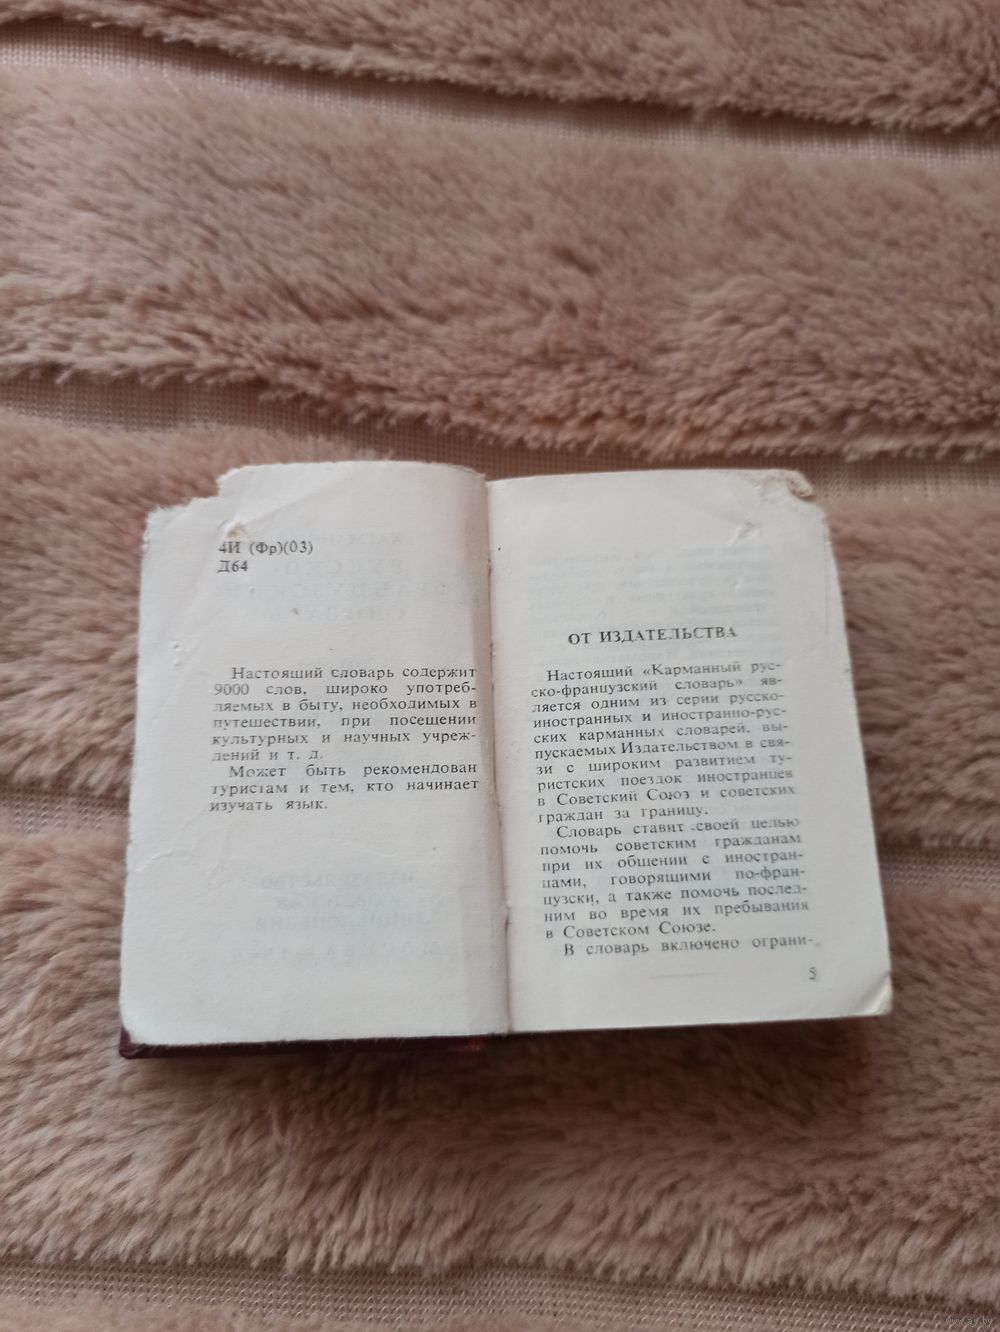 4И (Фр)(03)
Д64
Настоящий словарь содержит
9000 слов, широко употреб-
ляемых в быту, необходимых в
путешествии, при посещении
культурных и научных учреж-
дений и т. д.
Может быть рекомендован
туристам и тем, кто начинает
изучать язык.
ОТ ИЗДАТЕЛЬСТВА
Настоящий «Карманный рус-
ско-французский словарь» яв-
ляется одним из серии русско-
иностранных и иностранно-рус-
ских карманных словарей, вы-
пускаемых Издательством в свя-
зи с широким развитием ту-
ристских поездок иностранцев
в Советский Союз и советских
граждан за границу.
Словарь ставит своей целью
помочь советским гражданам
при их общении с иностран-
цами, говорящими по-фран-
цузски, а также помочь послед-
ним во время их пребывания
в Советском Союзе.
В словарь включено ограни-
5
www.ay.by